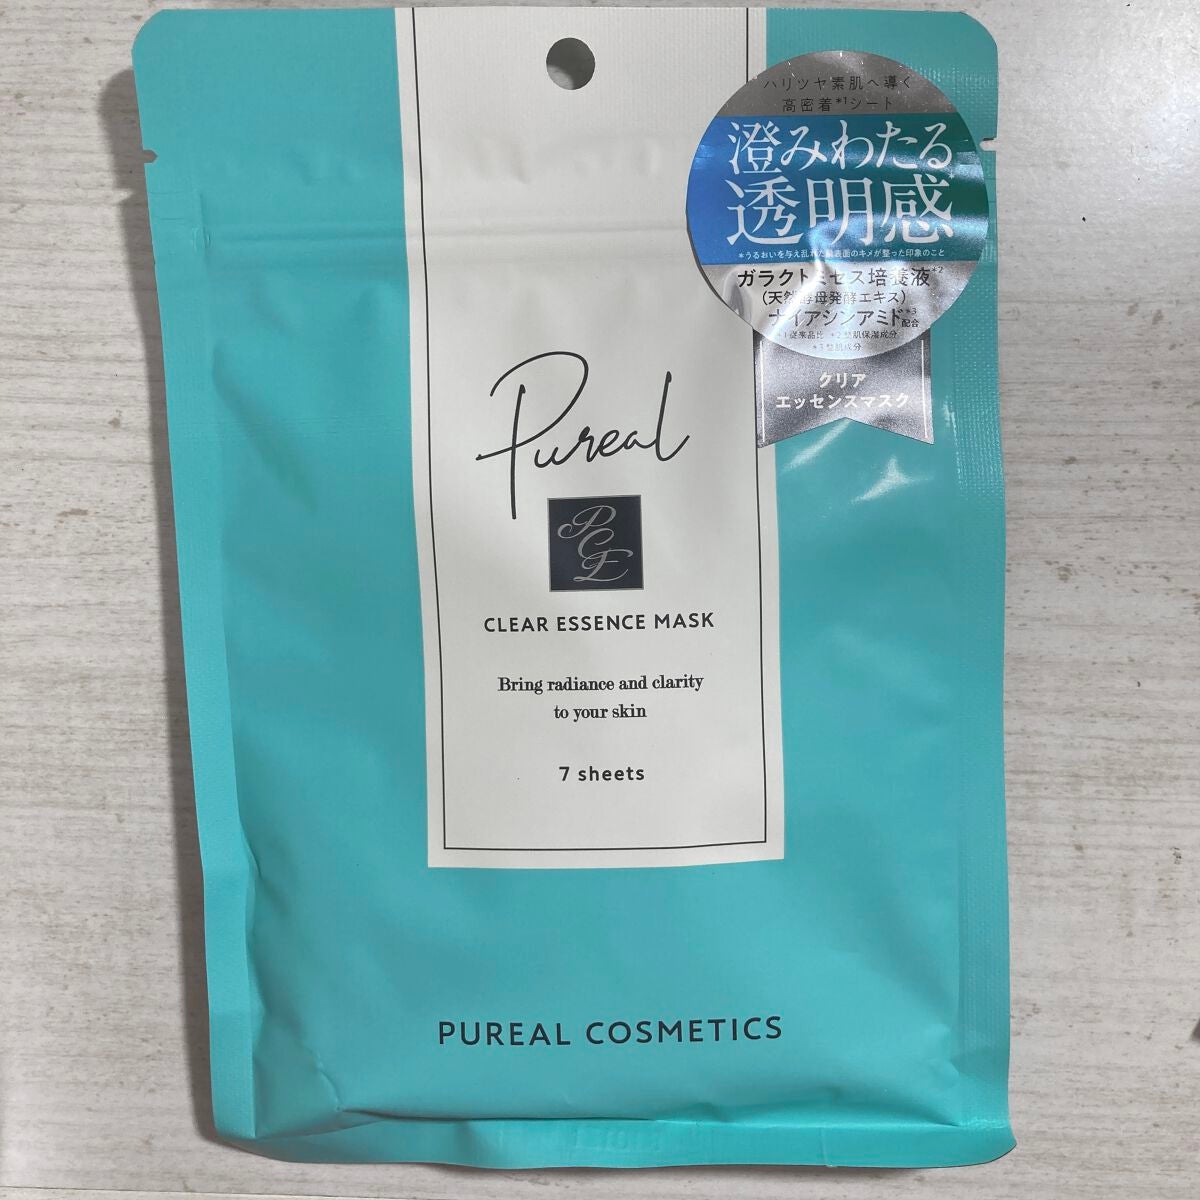 ハリツヤ素肌へ導く
高密着*1シート
澄みわたる
透明感*
*うるおいを与え乱れた肌表面のキメが整った印象のこと
ガラクトミセス培養液*2
(天然酵母発酵エキス)
ナイアシンアミド*3
配合
*1 従来品比 *2 整肌保湿成分
*3 整肌成分
クリア
エッセンスマスク
Pureal
PCE
CLEAR ESSENCE MASK
Bring radiance and clarity
to your skin
7 sheets
PUREAL COSMETICS